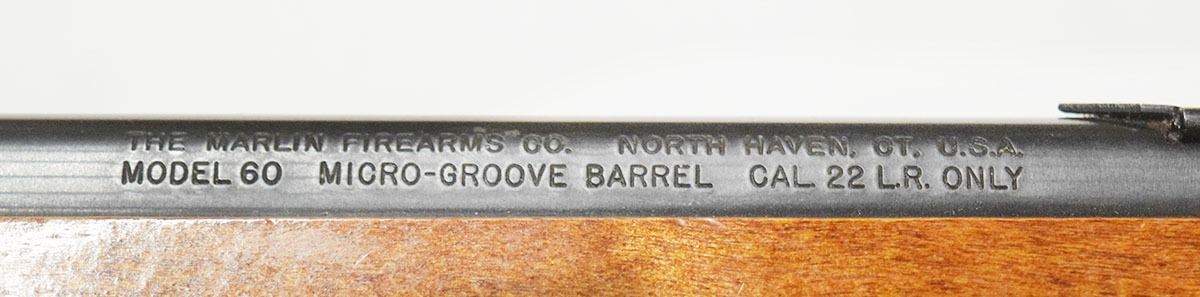 THE MARLIN FIREARMS CO. NORTH HAVEN, CT. U.S.A.
MODEL 60 MICRO-GROOVE BARREL CAL. 22 L.R. ONLY